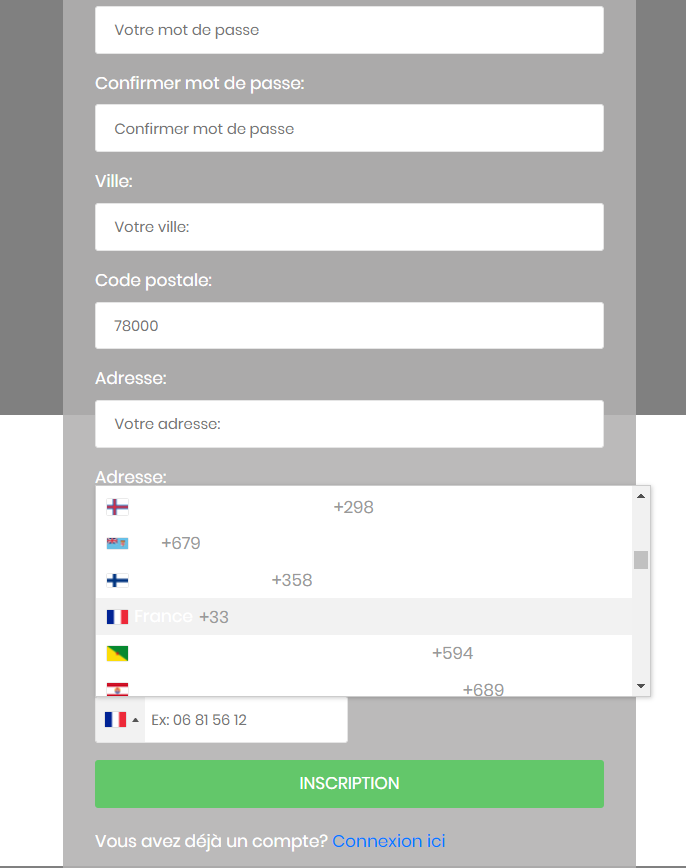 Votre mot de passe
Confirmer mot de passe:
Confirmer mot de passe
Ville:
Votre ville:
Code postale:
78000
Adresse:
Votre adresse:
Adresse:
+298
+679
+358
France +33
+594
+689
Ex: 06 81 56 12
INSCRIPTION
Vous avez déjà un compte? Connexion ici